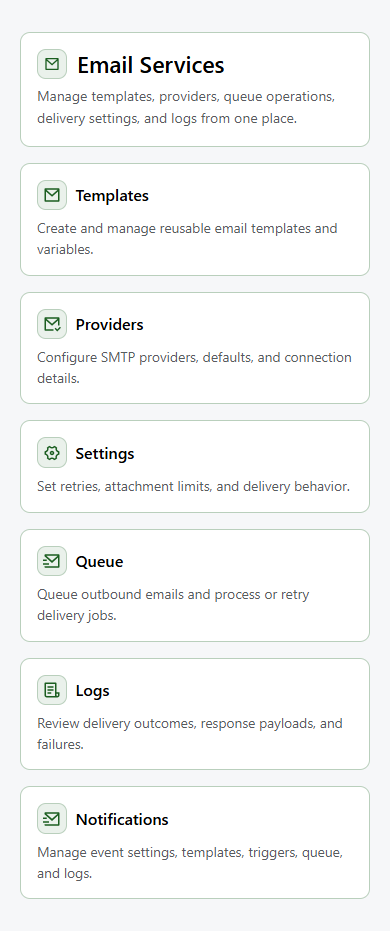 Email Services
Manage templates, providers, queue operations,
delivery settings, and logs from one place.
Templates
Create and manage reusable email templates and
variables.
Providers
Configure SMTP providers, defaults, and connection
details.
Settings
Set retries, attachment limits, and delivery behavior.
Queue
Queue outbound emails and process or retry
delivery jobs.
Logs
Review delivery outcomes, response payloads, and
failures.
Notifications
Manage event settings, templates, triggers, queue,
and logs.